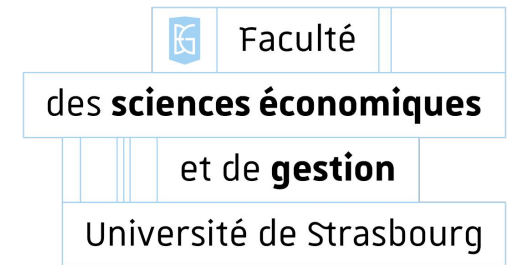 Faculté
des sciences économiques
et de gestion
Université de Strasbourg